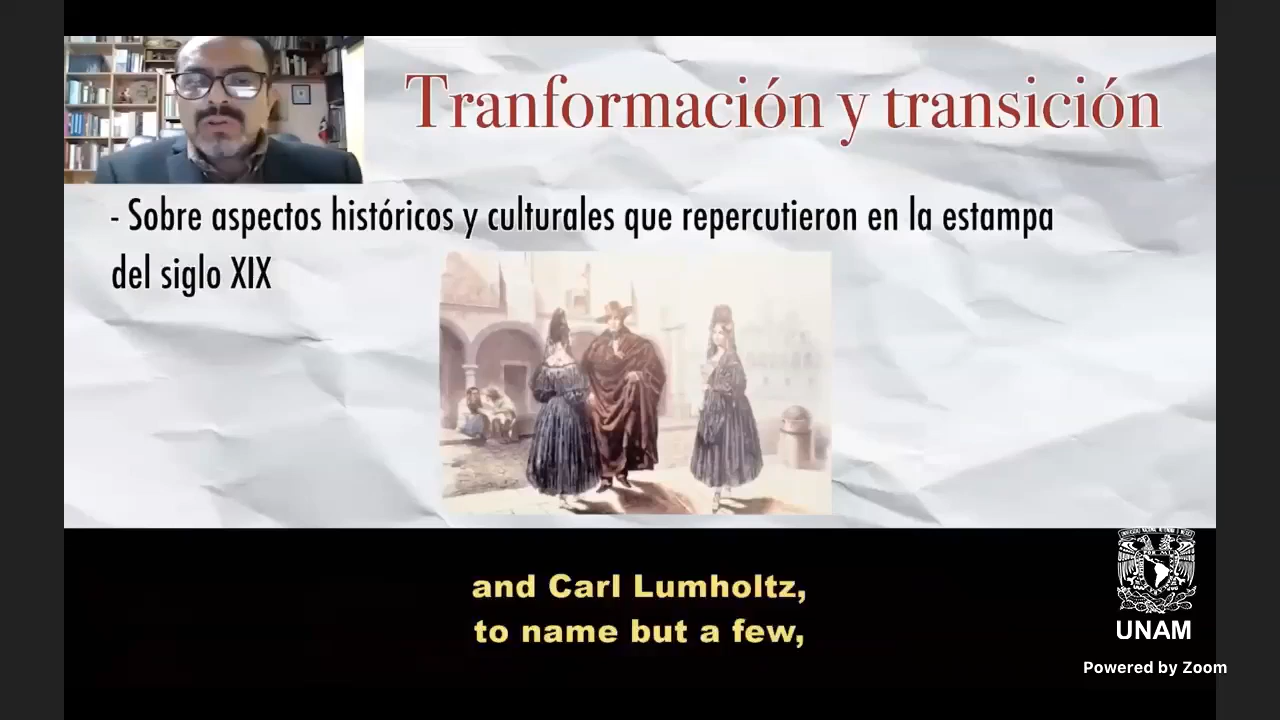 Tranformación y transición
- Sobre aspectos históricos y culturales que repercutieron en la estampa
del siglo XIX
and Carl Lumholtz,
to name but a few,
UNAM
Powered by Zoom